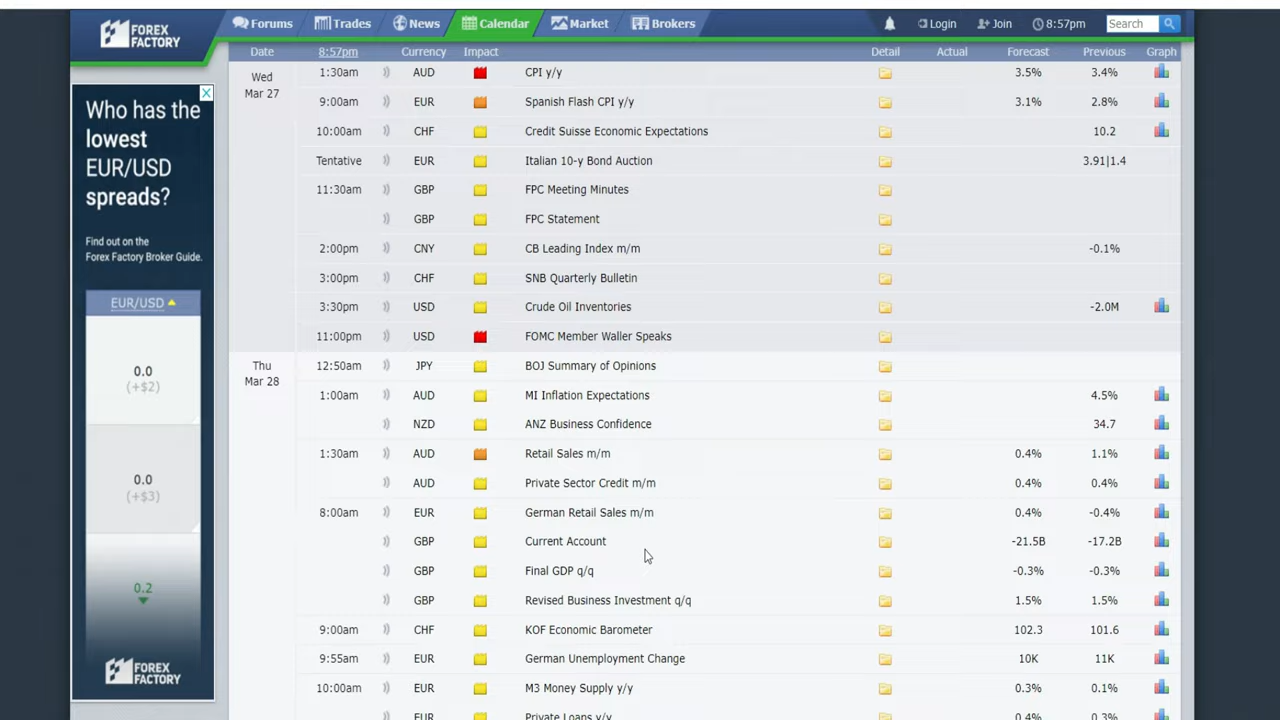 FOREX
FACTORY
Forums Trades News Calendar Market Brokers Login Join 8:57pm Search
Date 8:57pm Currency Impact Detail Actual Forecast Previous Graph
Wed
Mar 27
1:30am AUD CPI y/y 3.5% 3.4%
9:00am EUR Spanish Flash CPI y/y 3.1% 2.8%
10:00am CHF Credit Suisse Economic Expectations 10.2
Tentative EUR Italian 10-y Bond Auction 3.91|1.4
11:30am GBP FPC Meeting Minutes
GBP FPC Statement
2:00pm CNY CB Leading Index m/m -0.1%
3:00pm CHF SNB Quarterly Bulletin
3:30pm USD Crude Oil Inventories -2.0M
11:00pm USD FOMC Member Waller Speaks
Thu
Mar 28
12:50am JPY BOJ Summary of Opinions
1:00am AUD MI Inflation Expectations 4.5%
NZD ANZ Business Confidence 34.7
1:30am AUD Retail Sales m/m 0.4% 1.1%
AUD Private Sector Credit m/m 0.4% 0.4%
8:00am EUR German Retail Sales m/m 0.4% -0.4%
GBP Current Account -21.5B -17.2B
GBP Final GDP q/q -0.3% -0.3%
GBP Revised Business Investment q/q 1.5% 1.5%
9:00am CHF KOF Economic Barometer 102.3 101.6
9:55am EUR German Unemployment Change 10K 11K
10:00am EUR M3 Money Supply y/y 0.3% 0.1%
EUR Private Loans y/y 0.4% 0.3%
Who has the
lowest
EUR/USD
spreads?
Find out on the
Forex Factory Broker Guide.
EUR/USD
0.0
(+$2)
0.0
(+$3)
0.2
FOREX
FACTORY